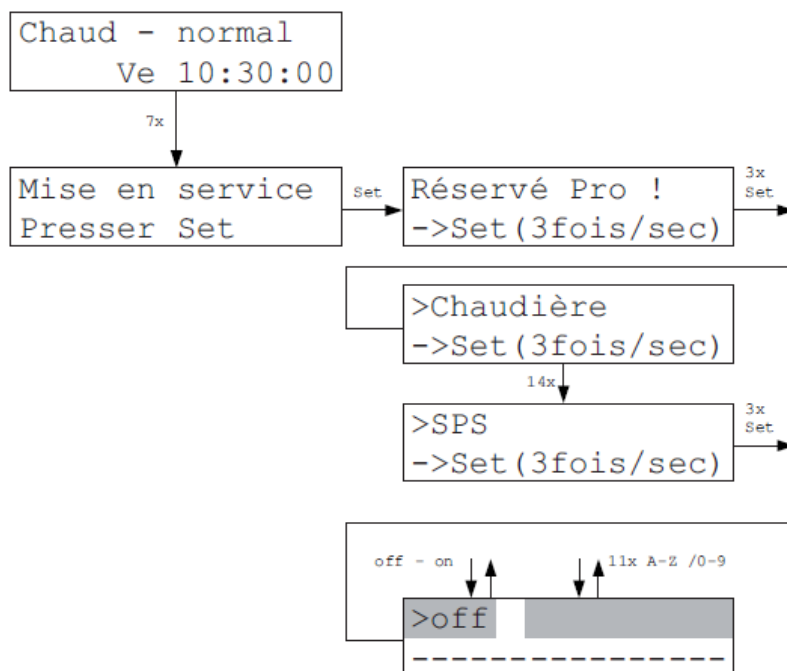 Chaud - normal
Ve 10:30:00
7x
Mise en service
Presser Set
Set
Réservé Pro !
->Set(3fois/sec)
3x
Set
>Chaudière
->Set(3fois/sec)
14x
>SPS
->Set(3fois/sec)
3x
Set
off - on
11x A-Z /0-9
>off
----------------